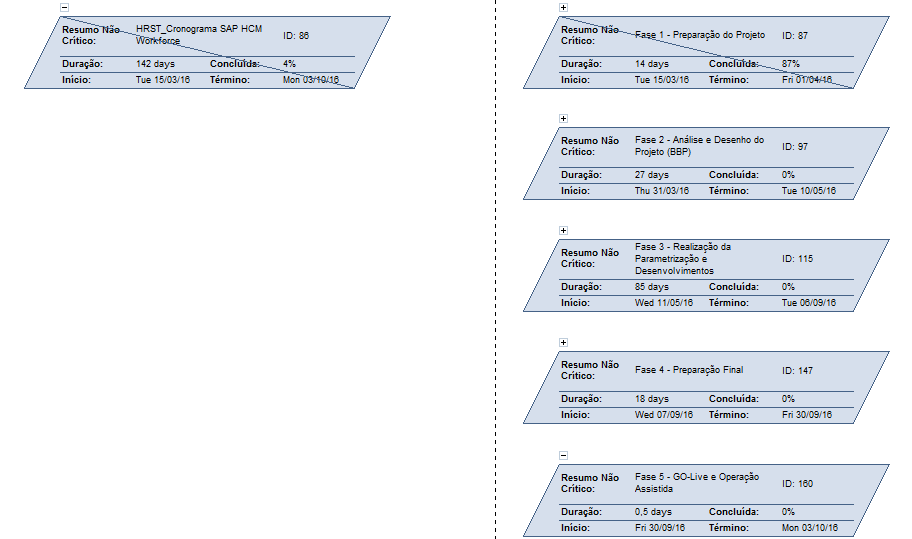 Resumo Não Crítico: HRST_Cronograma SAP HCM Workforce ID: 86
Duração: 142 days Concluída: 4%
Início: Tue 15/03/16 Término: Mon 03/10/16
Resumo Não Crítico: Fase 1 - Preparação do Projeto ID: 87
Duração: 14 days Concluída: 87%
Início: Tue 15/03/16 Término: Fri 01/04/16
Resumo Não Crítico: Fase 2 - Análise e Desenho do Projeto (BBP) ID: 97
Duração: 27 days Concluída: 0%
Início: Thu 31/03/16 Término: Tue 10/05/16
Resumo Não Crítico: Fase 3 - Realização da Parametrização e Desenvolvimentos ID: 115
Duração: 85 days Concluída: 0%
Início: Wed 11/05/16 Término: Tue 06/09/16
Resumo Não Crítico: Fase 4 - Preparação Final ID: 147
Duração: 18 days Concluída: 0%
Início: Wed 07/09/16 Término: Fri 30/09/16
Resumo Não Crítico: Fase 5 - GO-Live e Operação Assistida ID: 160
Duração: 0,5 days Concluída: 0%
Início: Fri 30/09/16 Término: Mon 03/10/16